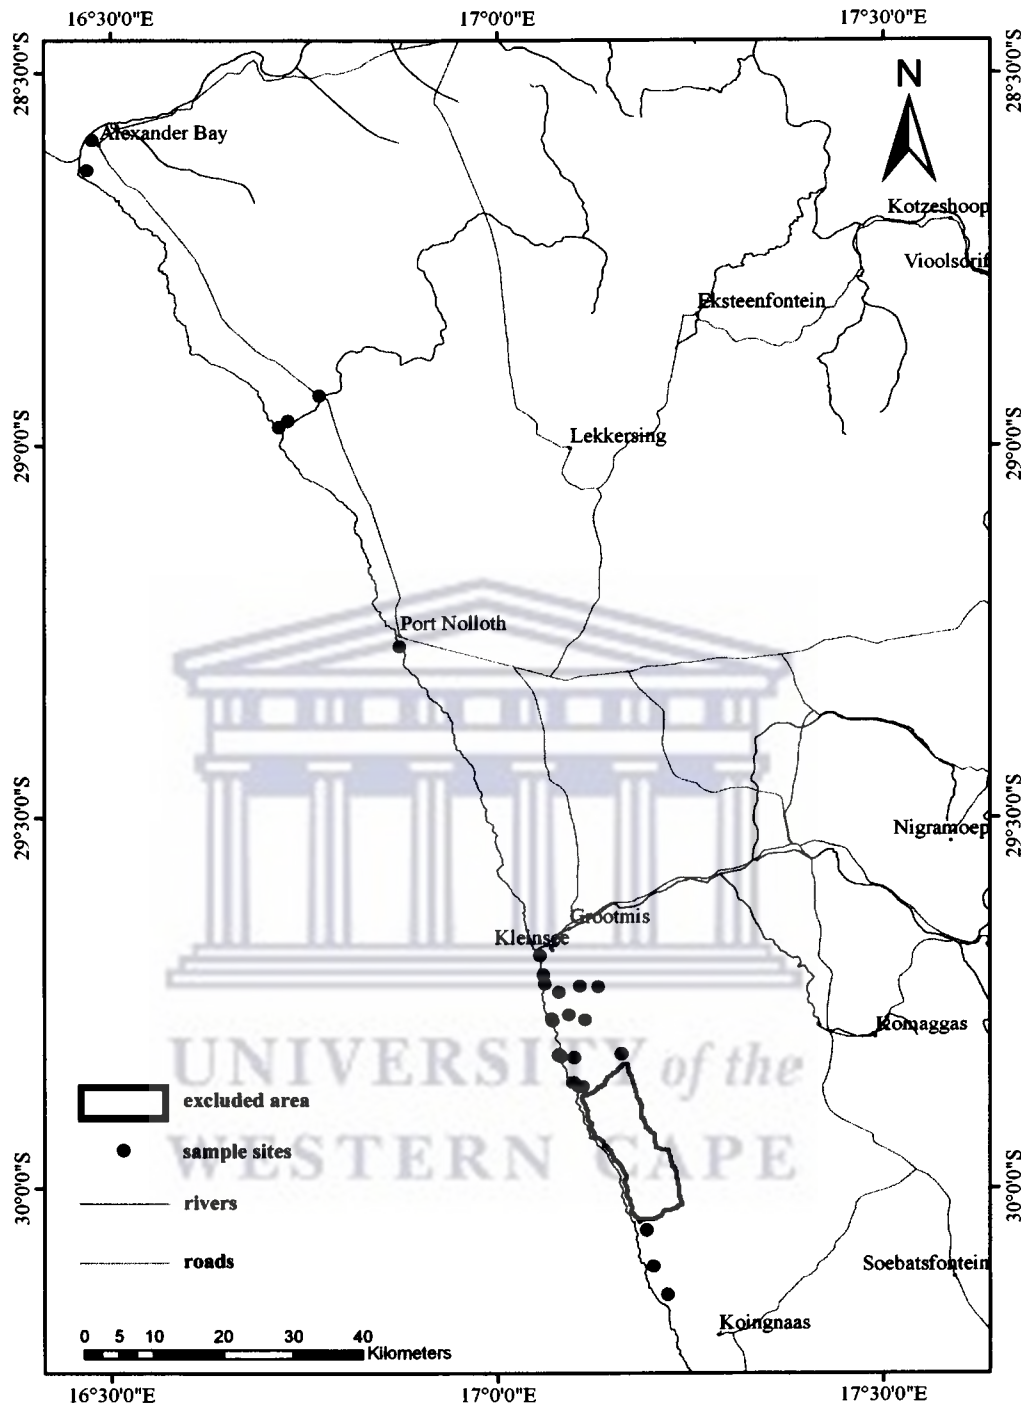 16°30'0"E 17°0'0"E 17°30'0"E
28°30'0"S 28°30'0"S
N
Alexander Bay
Kotzeshoop
Vioolsdrif
Eksteenfontein
Lekkersing
29°0'0"S 29°0'0"S
Port Nolloth
29°30'0"S 29°30'0"S
Nigramoep
Grootmis
Kleinsee
Komaggas
UNIVERSITY of the
WESTERN CAPE
excluded area
sample sites
30°0'0"S 30°0'0"S
rivers
roads
Soebatsfontein
Koingnaas
0 5 10 20 30 40
Kilometers
16°30'0"E 17°0'0"E 17°30'0"E